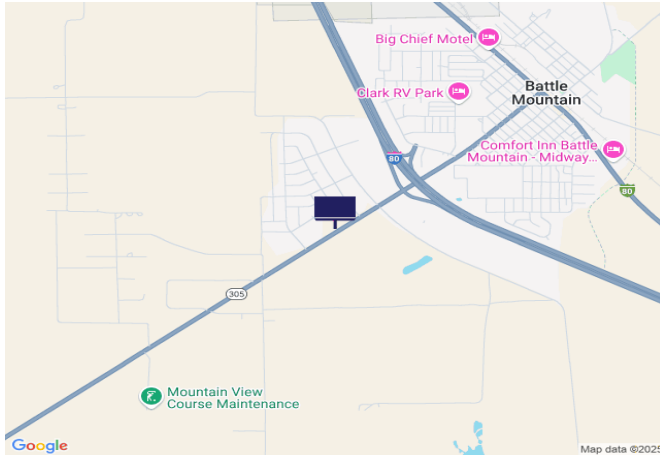 Big Chief Motel
Clark RV Park
Battle
Mountain
Comfort Inn Battle
Mountain - Midway...
80
80
305
Mountain View
Course Maintenance
Google
Map data ©2025